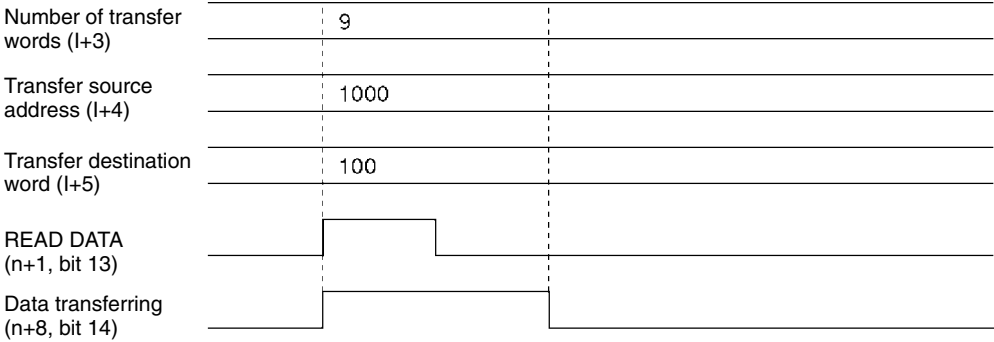 Number of transfer
words (I+3)
9
Transfer source
address (I+4)
1000
Transfer destination
word (I+5)
100
READ DATA
(n+1, bit 13)
Data transferring
(n+8, bit 14)